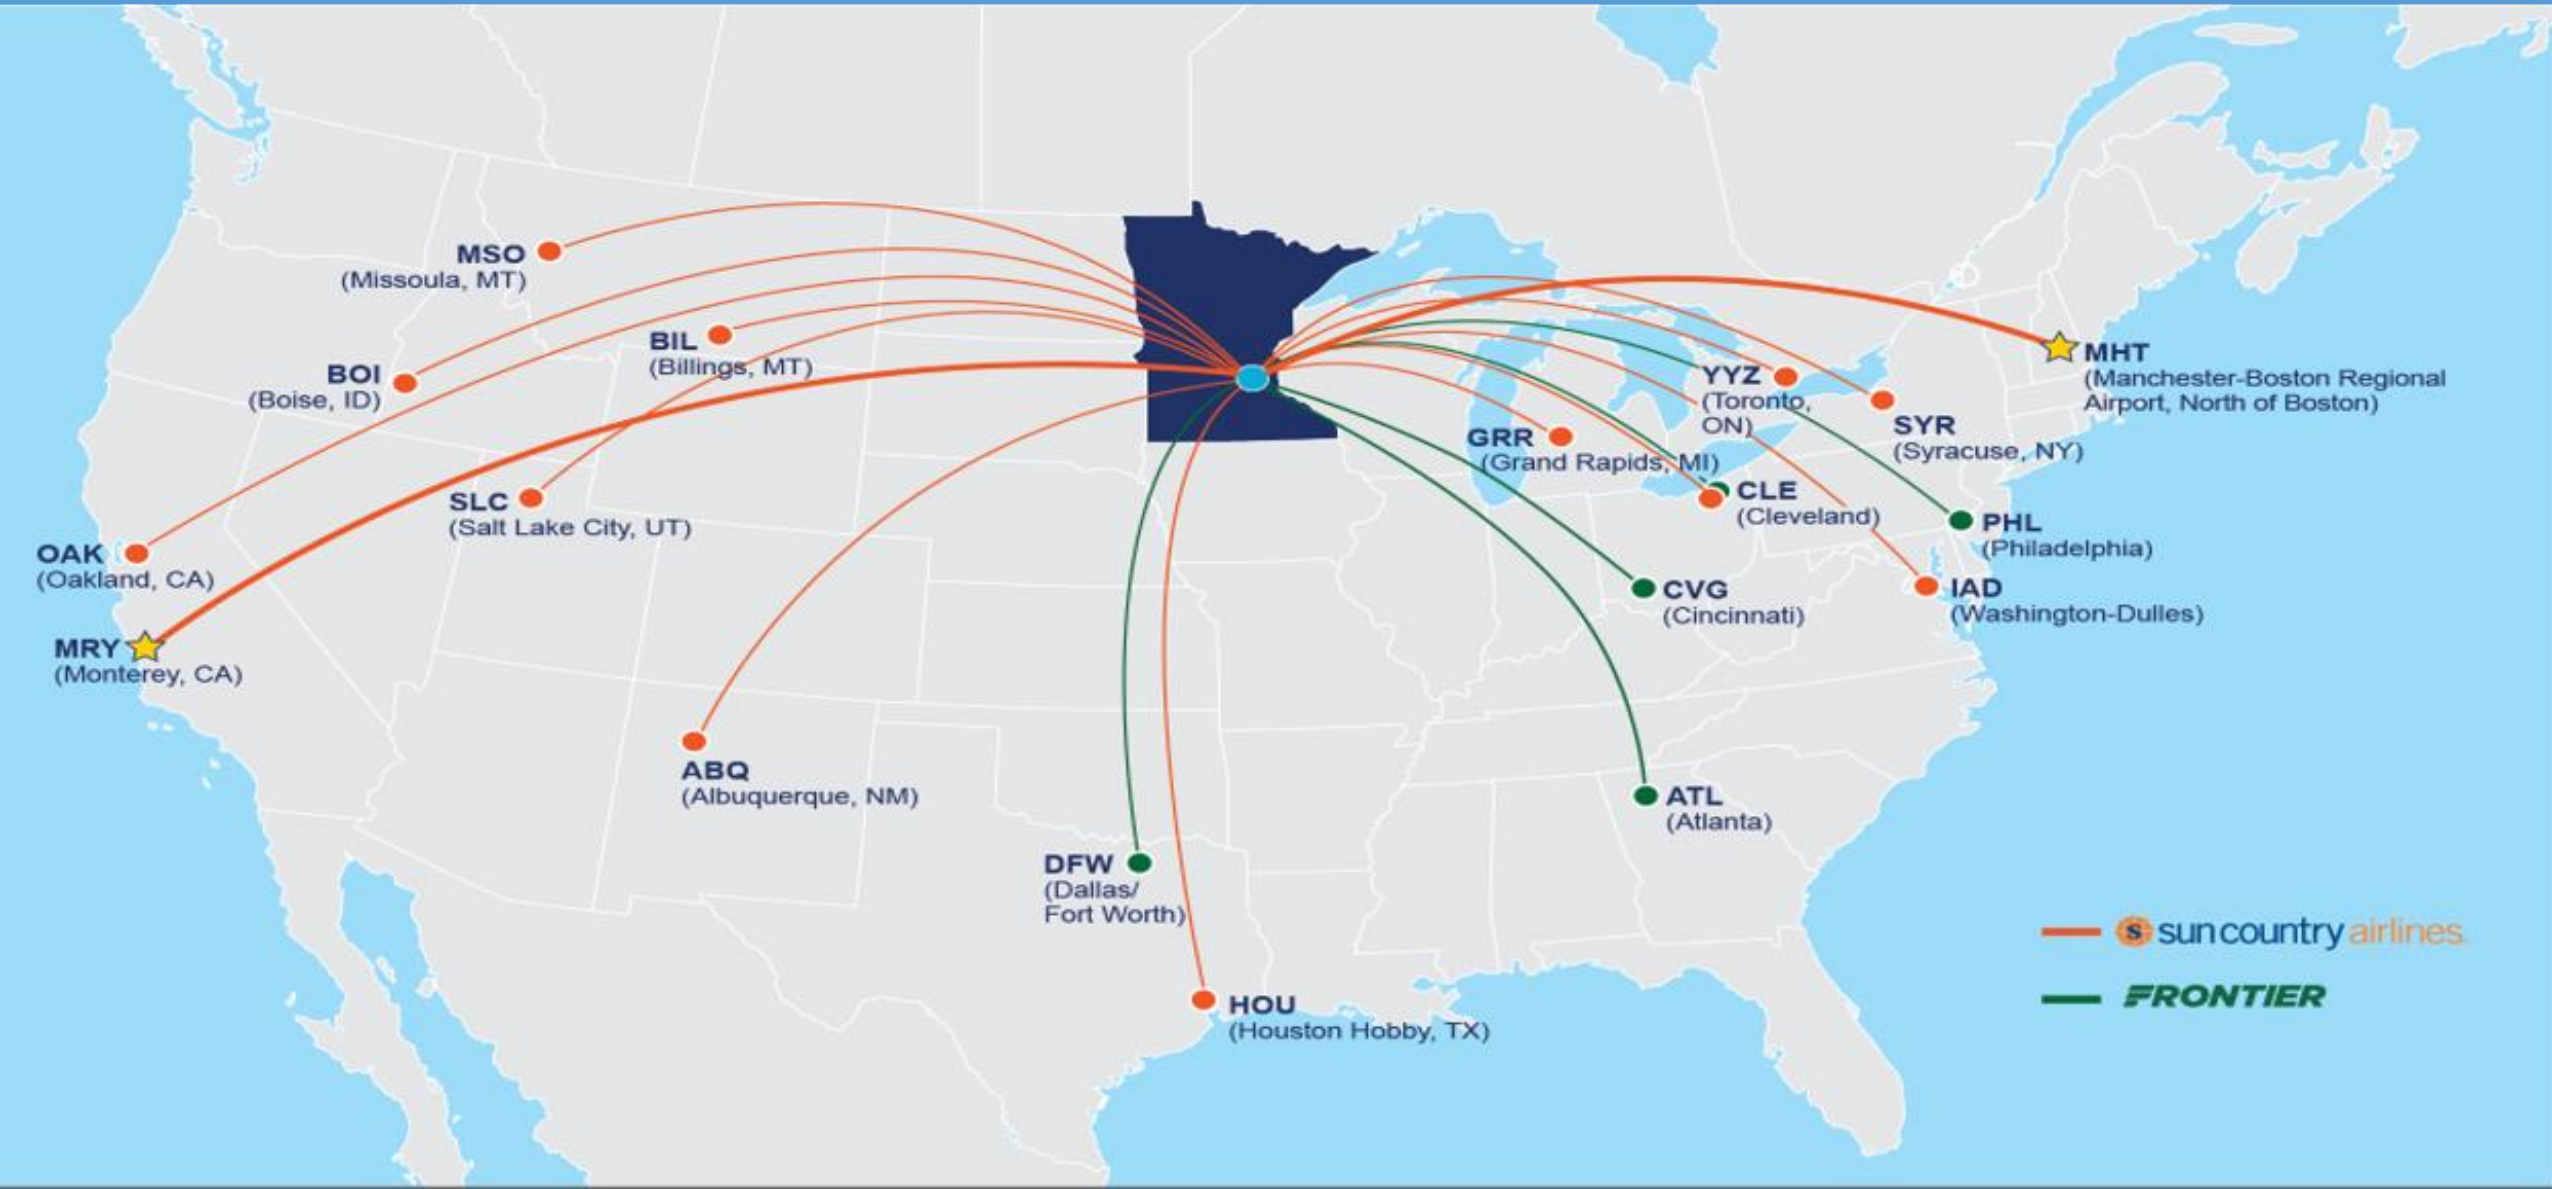 MSO
(Missoula, MT)
BIL
(Billings, MT)
BOI
(Boise, ID)
SLC
(Salt Lake City, UT)
OAK
(Oakland, CA)
MRY
(Monterey, CA)
ABQ
(Albuquerque, NM)
DFW
(Dallas/
Fort Worth)
HOU
(Houston Hobby, TX)
MHT
(Manchester-Boston Regional
Airport, North of Boston)
YYZ
(Toronto,
ON)
SYR
(Syracuse, NY)
GRR
(Grand Rapids, MI)
CLE
(Cleveland)
PHL
(Philadelphia)
CVG
(Cincinnati)
IAD
(Washington-Dulles)
ATL
(Atlanta)
S sun country airlines.
FRONTIER